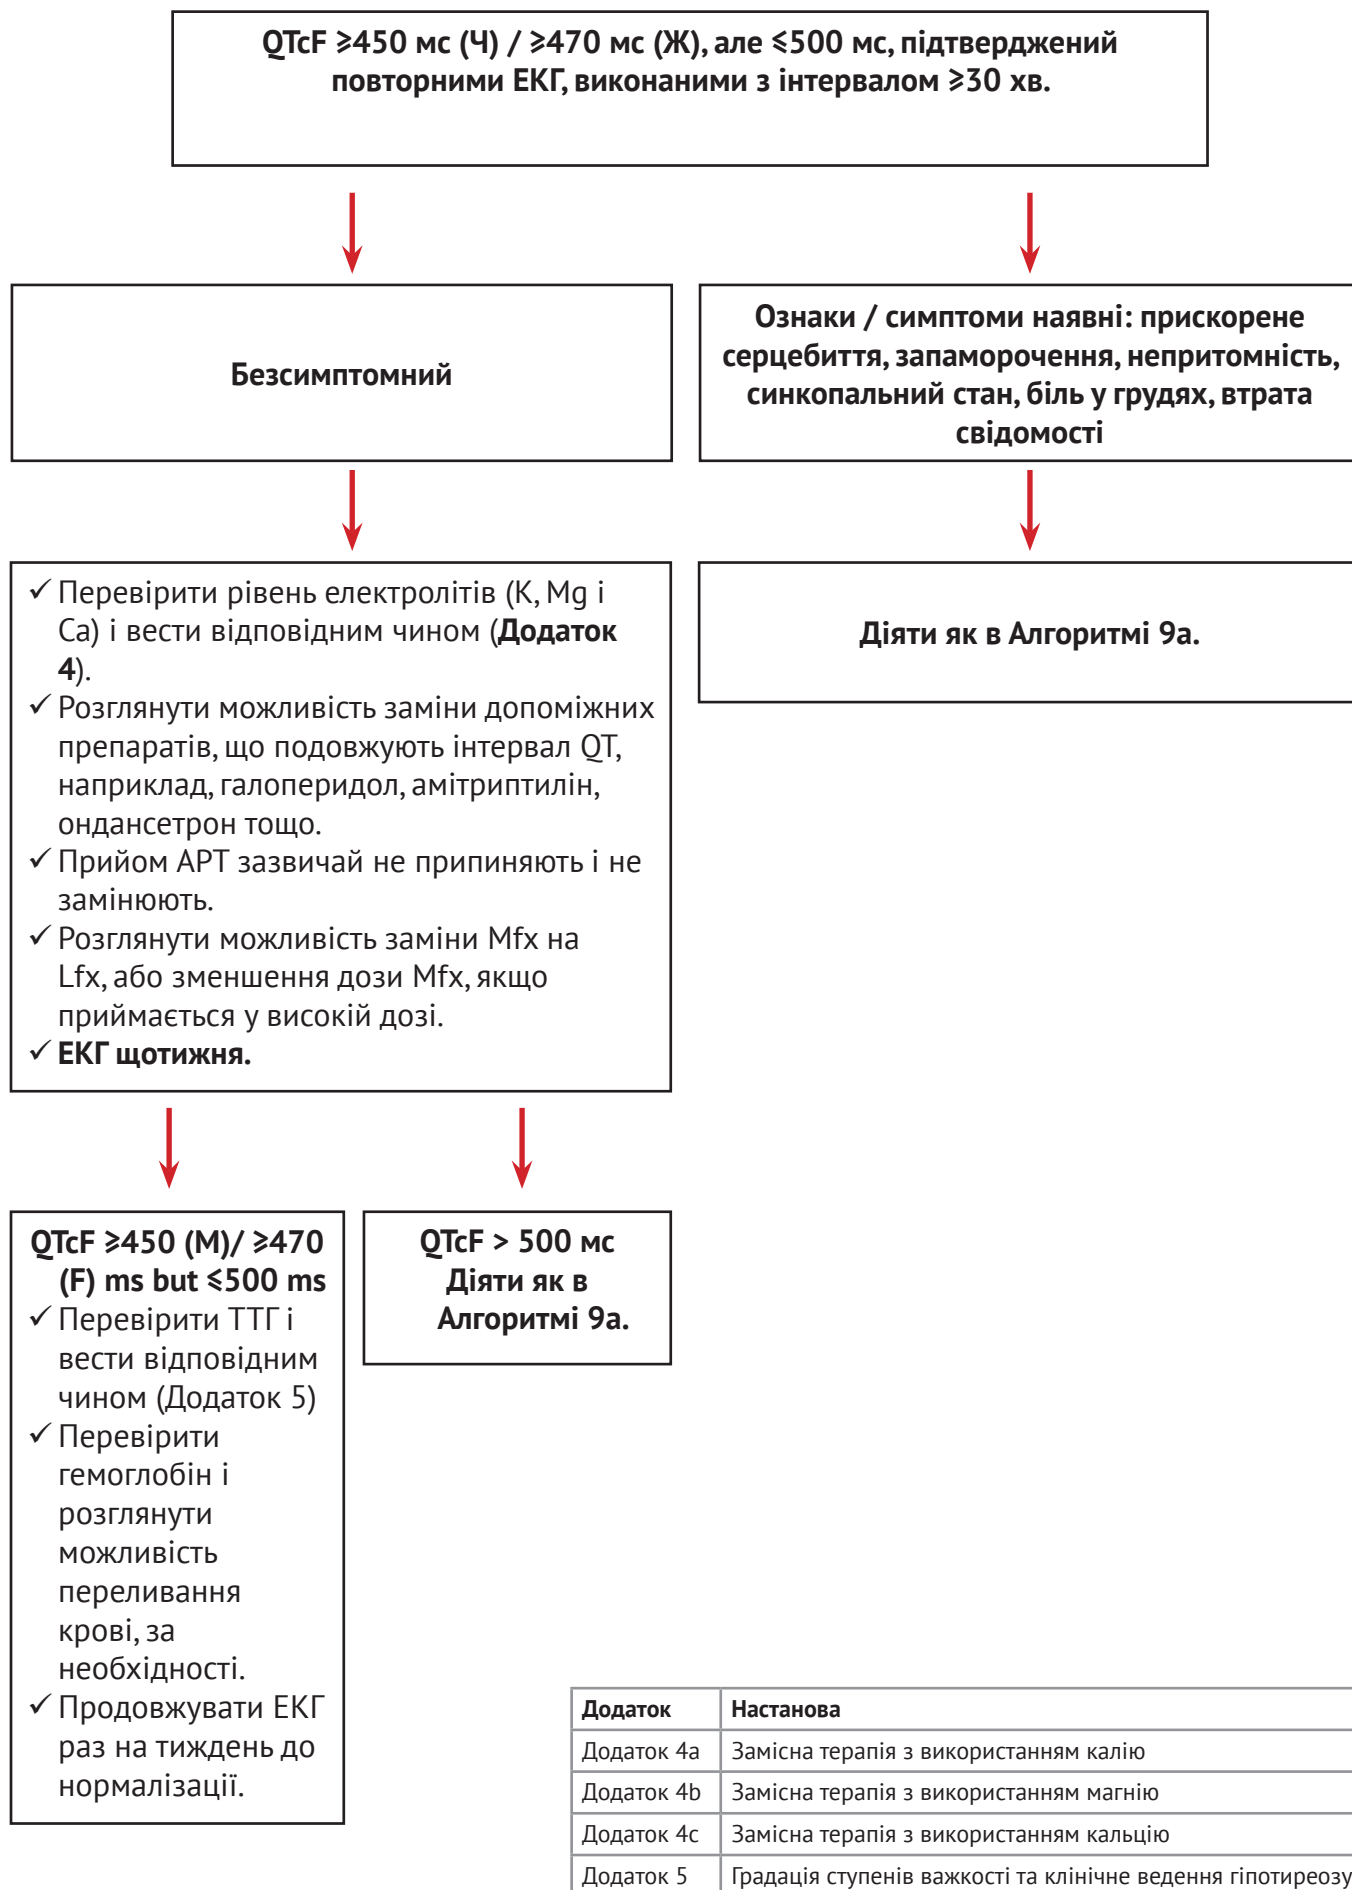 QTcF ≥450 мс (Ч) / ≥470 мс (Ж), але ≤500 мс, підтверджений
повторними ЕКГ, виконаними з інтервалом ≥30 хв.
Безсимптомний
Ознаки / симптоми наявні: прискорене
серцебиття, запаморочення, непритомність,
синкопальний стан, біль у грудях, втрата
свідомості
✓ Перевірити рівень електролітів (K, Mg і
Ca) і вести відповідним чином (Додаток
4).
✓ Розглянути можливість заміни допоміжних
препаратів, що подовжують інтервал QT,
наприклад, галоперидол, амітриптилін,
ондансетрон тощо.
✓ Прийом АРТ зазвичай не припиняють і не
замінюють.
✓ Розглянути можливість заміни Mfx на
Lfx, або зменшення дози Mfx, якщо
приймається у високій дозі.
✓ ЕКГ щотижня.
Діяти як в Алгоритмі 9a.
QTcF ≥450 (M)/ ≥470
(F) ms but ≤500 ms
✓ Перевірити ТТГ і
вести відповідним
чином (Додаток 5)
✓ Перевірити
гемоглобін і
розглянути
можливість
переливання
крові, за
необхідності.
✓ Продовжувати ЕКГ
раз на тиждень до
нормалізації.
QTcF > 500 мс
Діяти як в
Алгоритмі 9a.
Додаток Настанова
Додаток 4a Замісна терапія з використанням калію
Додаток 4b Замісна терапія з використанням магнію
Додаток 4c Замісна терапія з використанням кальцію
Додаток 5 Градація ступенів важкості та клінічне ведення гіпотиреозу